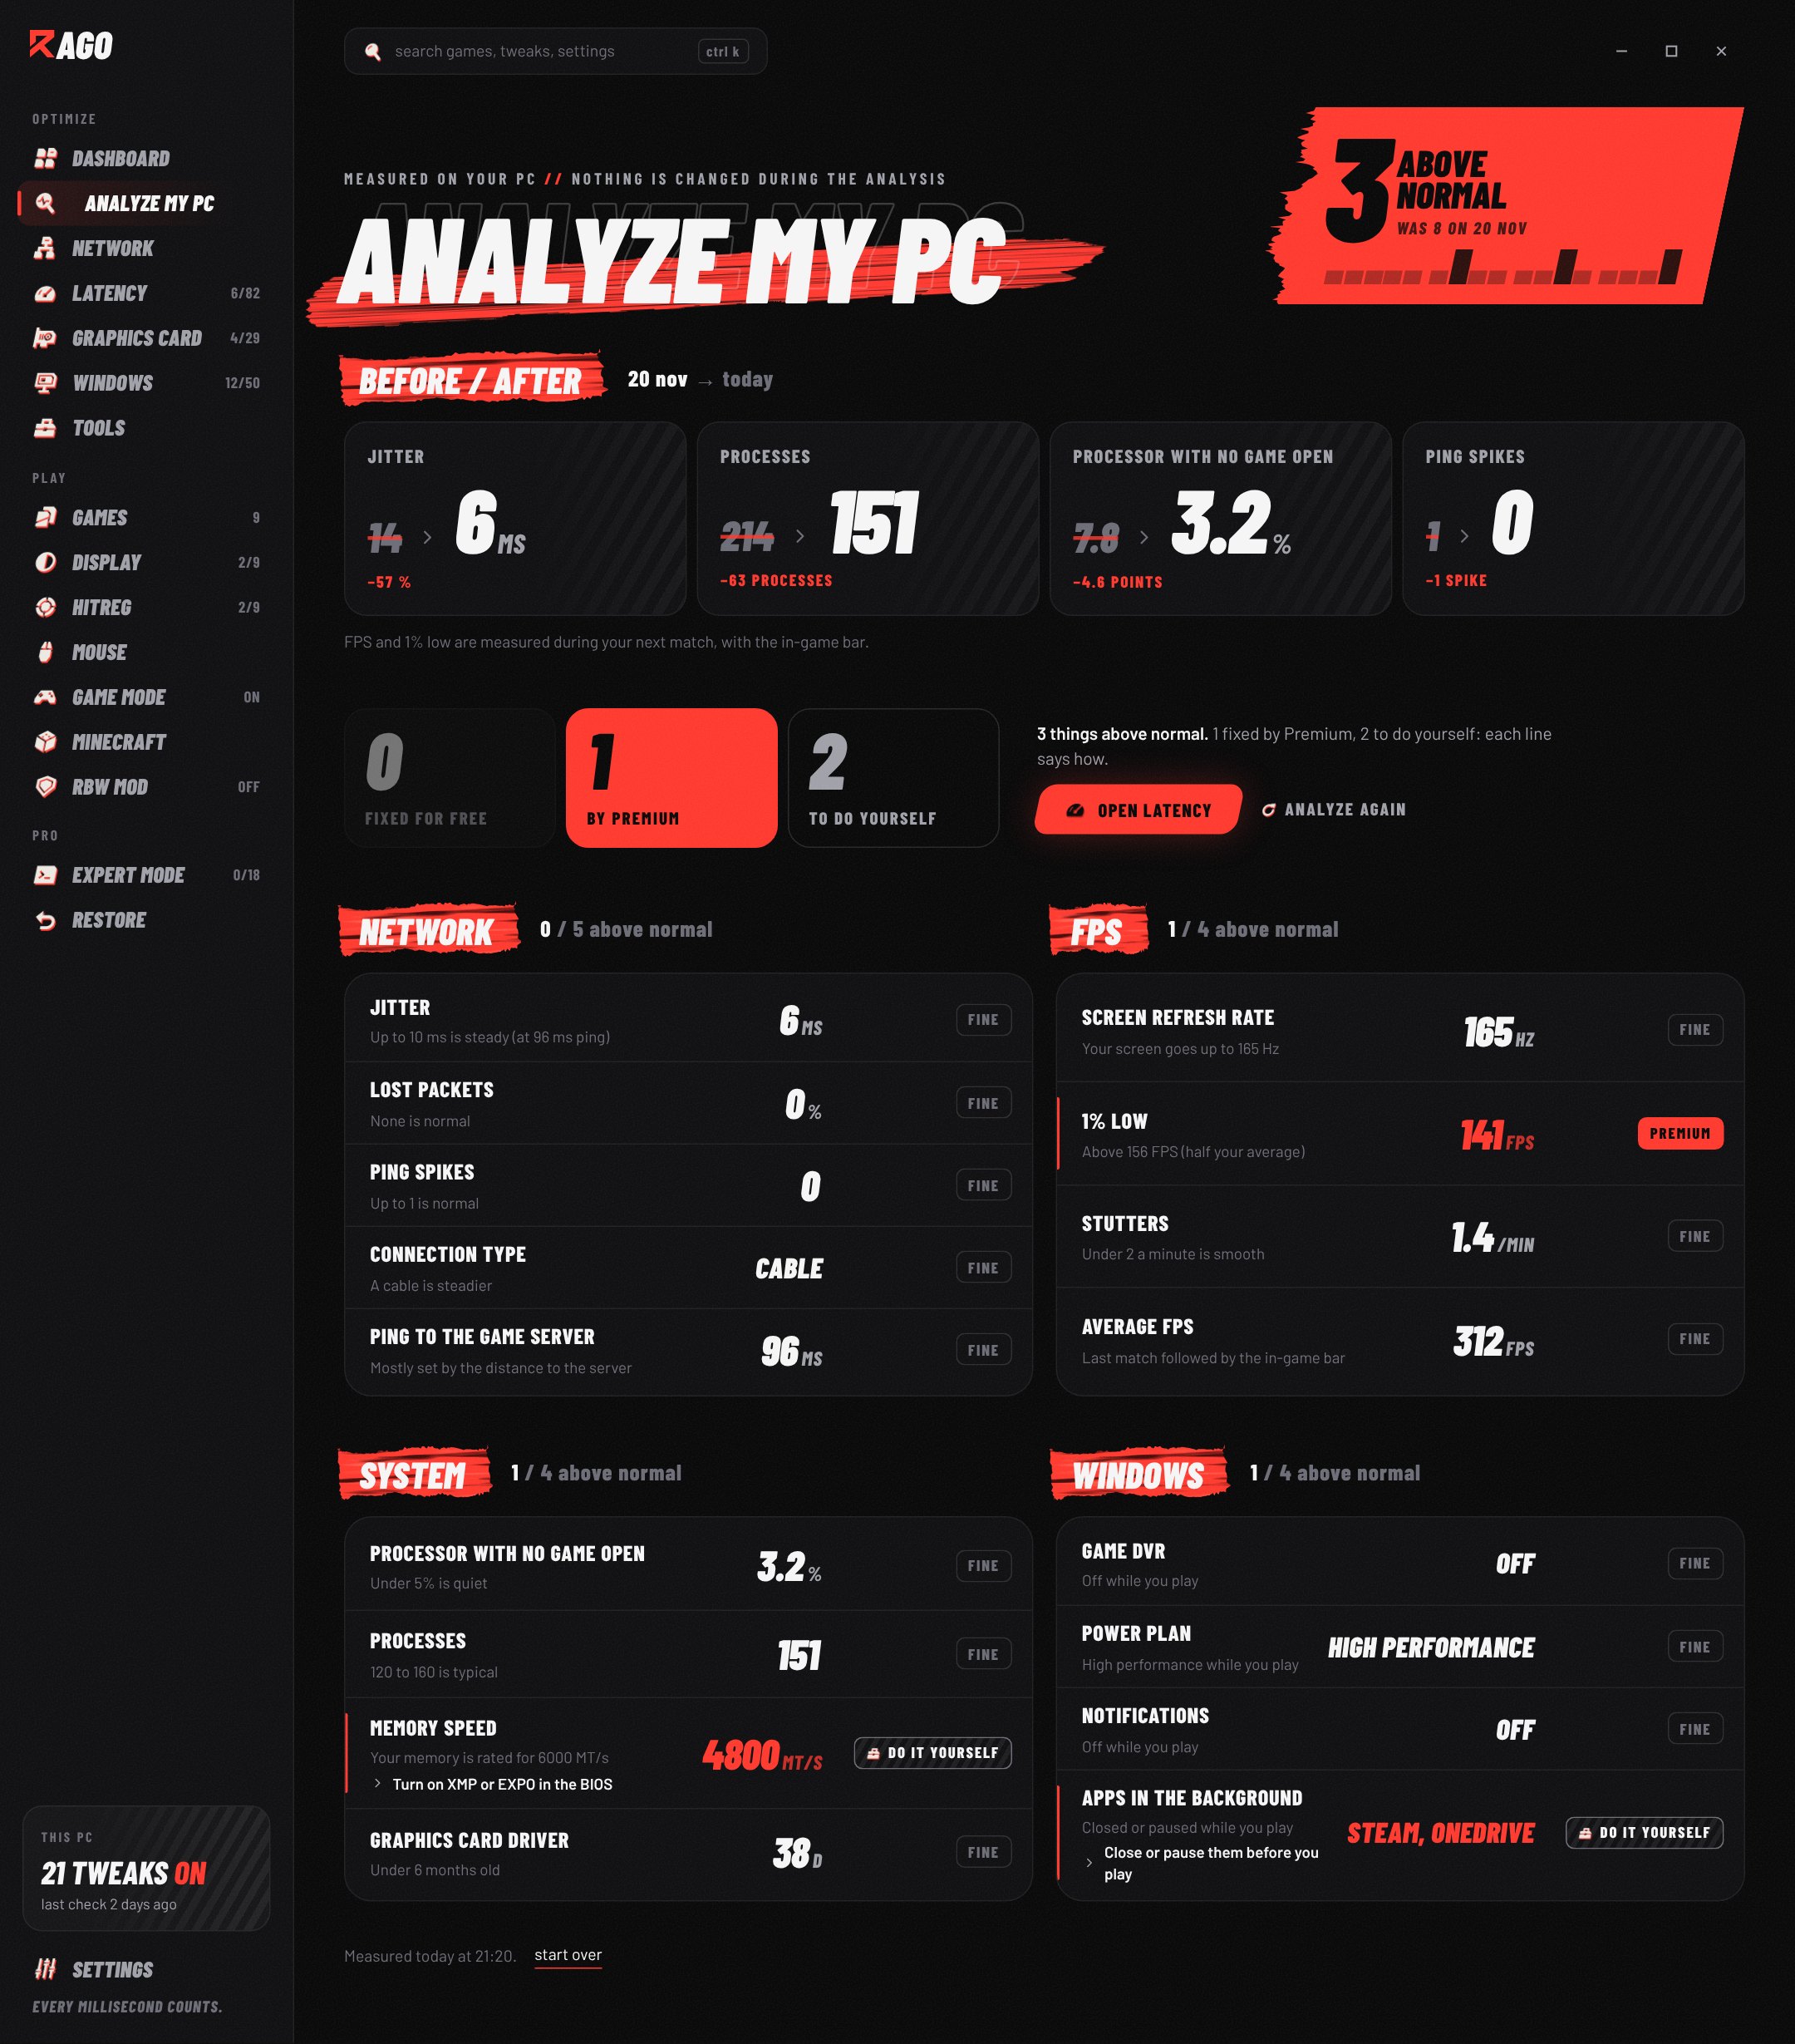 RAGO
OPTIMIZE
DASHBOARD
ANALYZE MY PC
NETWORK
LATENCY 6/82
GRAPHICS CARD 4/29
WINDOWS 12/50
TOOLS
PLAY
GAMES 9
DISPLAY 2/9
HITREG 2/9
MOUSE
GAME MODE ON
MINECRAFT
RBW MOD OFF
PRO
EXPERT MODE 0/18
RESTORE
THIS PC
21 TWEAKS ON
last check 2 days ago
SETTINGS
EVERY MILLISECOND COUNTS.
search games, tweaks, settings ctrl k
MEASURED ON YOUR PC // NOTHING IS CHANGED DURING THE ANALYSIS
ANALYZE MY PC
3 ABOVE
NORMAL
WAS 8 ON 20 NOV
BEFORE / AFTER 20 nov → today
JITTER
14 > 6 MS
-57 %
PROCESSES
214 > 151
-63 PROCESSES
PROCESSOR WITH NO GAME OPEN
7.8 > 3.2 %
-4.6 POINTS
PING SPIKES
1 > 0
-1 SPIKE
FPS and 1% low are measured during your next match, with the in-game bar.
0
FIXED FOR FREE
1
BY PREMIUM
2
TO DO YOURSELF
3 things above normal. 1 fixed by Premium, 2 to do yourself: each line
says how.
OPEN LATENCY
ANALYZE AGAIN
NETWORK 0 / 5 above normal
JITTER
Up to 10 ms is steady (at 96 ms ping)
6 MS
FINE
LOST PACKETS
None is normal
0 %
FINE
PING SPIKES
Up to 1 is normal
0
FINE
CONNECTION TYPE
A cable is steadier
CABLE
FINE
PING TO THE GAME SERVER
Mostly set by the distance to the server
96 MS
FINE
FPS 1 / 4 above normal
SCREEN REFRESH RATE
Your screen goes up to 165 Hz
165 HZ
FINE
1% LOW
Above 156 FPS (half your average)
141 FPS
PREMIUM
STUTTERS
Under 2 a minute is smooth
1.4 /MIN
FINE
AVERAGE FPS
Last match followed by the in-game bar
312 FPS
FINE
SYSTEM 1 / 4 above normal
PROCESSOR WITH NO GAME OPEN
Under 5% is quiet
3.2 %
FINE
PROCESSES
120 to 160 is typical
151
FINE
MEMORY SPEED
Your memory is rated for 6000 MT/s
> Turn on XMP or EXPO in the BIOS
4800 MT/S
DO IT YOURSELF
GRAPHICS CARD DRIVER
Under 6 months old
38 D
FINE
WINDOWS 1 / 4 above normal
GAME DVR
Off while you play
OFF
FINE
POWER PLAN
High performance while you play
HIGH PERFORMANCE
FINE
NOTIFICATIONS
Off while you play
OFF
FINE
APPS IN THE BACKGROUND
Closed or paused while you play
> Close or pause them before you
play
STEAM, ONEDRIVE
DO IT YOURSELF
Measured today at 21:20. start over